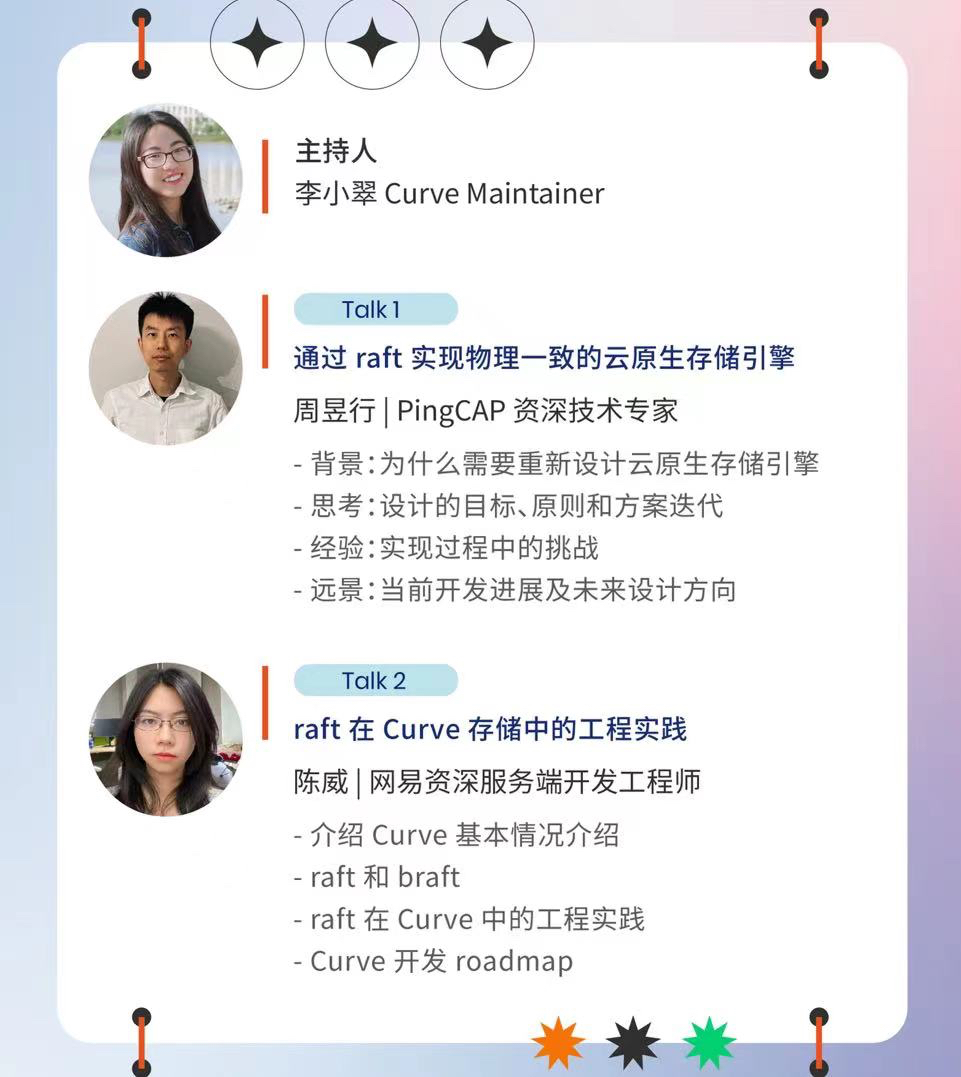 主持人
李小翠 Curve Maintainer
Talk 1
通过 raft 实现物理一致的云原生存储引擎
周昱行 | PingCAP 资深技术专家
- 背景：为什么需要重新设计云原生存储引擎
- 思考：设计的目标、原则和方案迭代
- 经验：实现过程中的挑战
- 远景：当前开发进展及未来设计方向
Talk 2
raft 在 Curve 存储中的工程实践
陈威 | 网易资深服务端开发工程师
- 介绍 Curve 基本情况介绍
- raft 和 braft
- raft 在 Curve 中的工程实践
- Curve 开发 roadmap